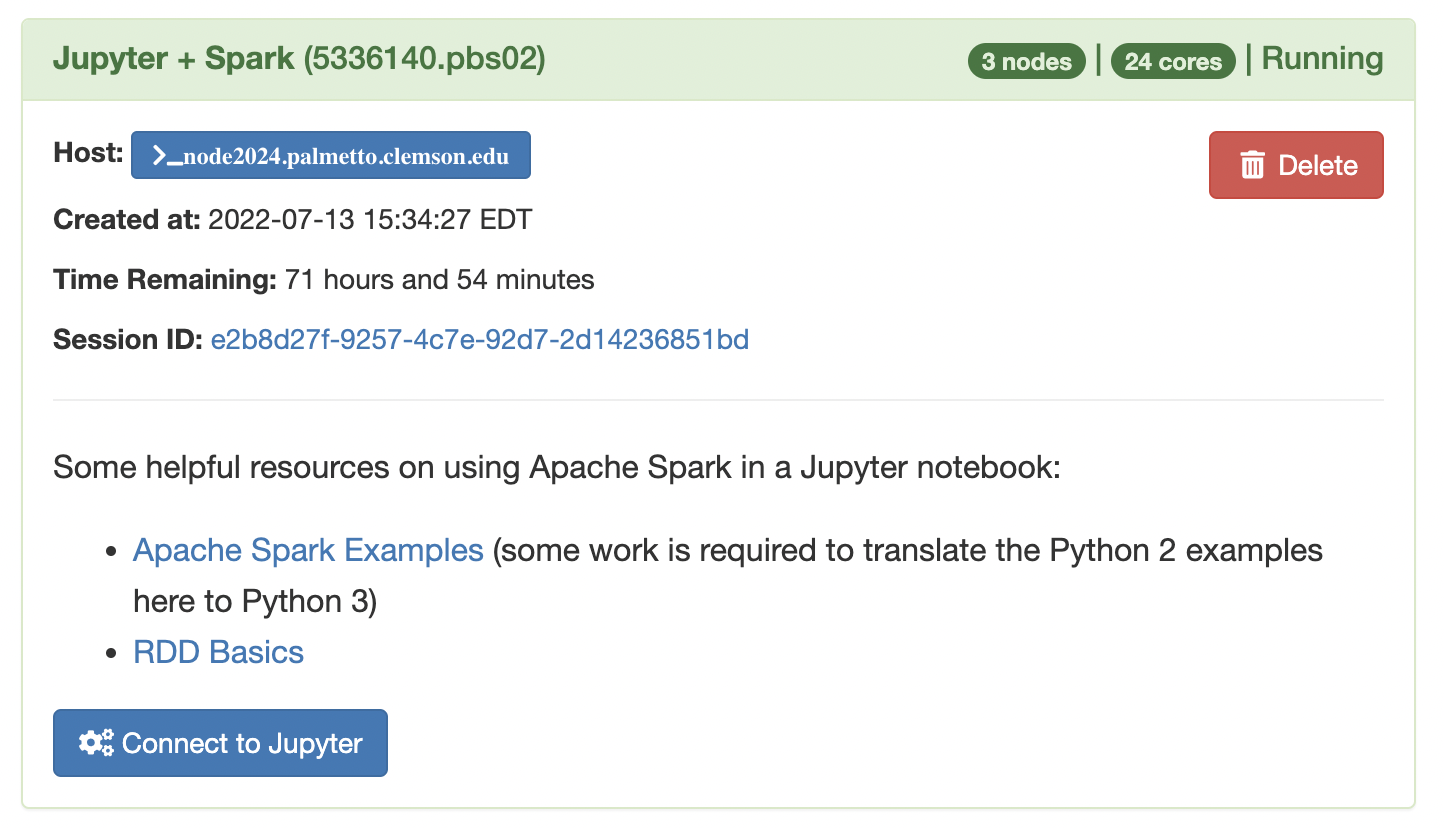 Jupyter + Spark (5336140.pbs02) 3 nodes | 24 cores | Running
Host: >_node2024.palmetto.clemson.edu Delete
Created at: 2022-07-13 15:34:27 EDT
Time Remaining: 71 hours and 54 minutes
Session ID: e2b8d27f-9257-4c7e-92d7-2d14236851bd
Some helpful resources on using Apache Spark in a Jupyter notebook:
• Apache Spark Examples (some work is required to translate the Python 2 examples
here to Python 3)
• RDD Basics
Connect to Jupyter